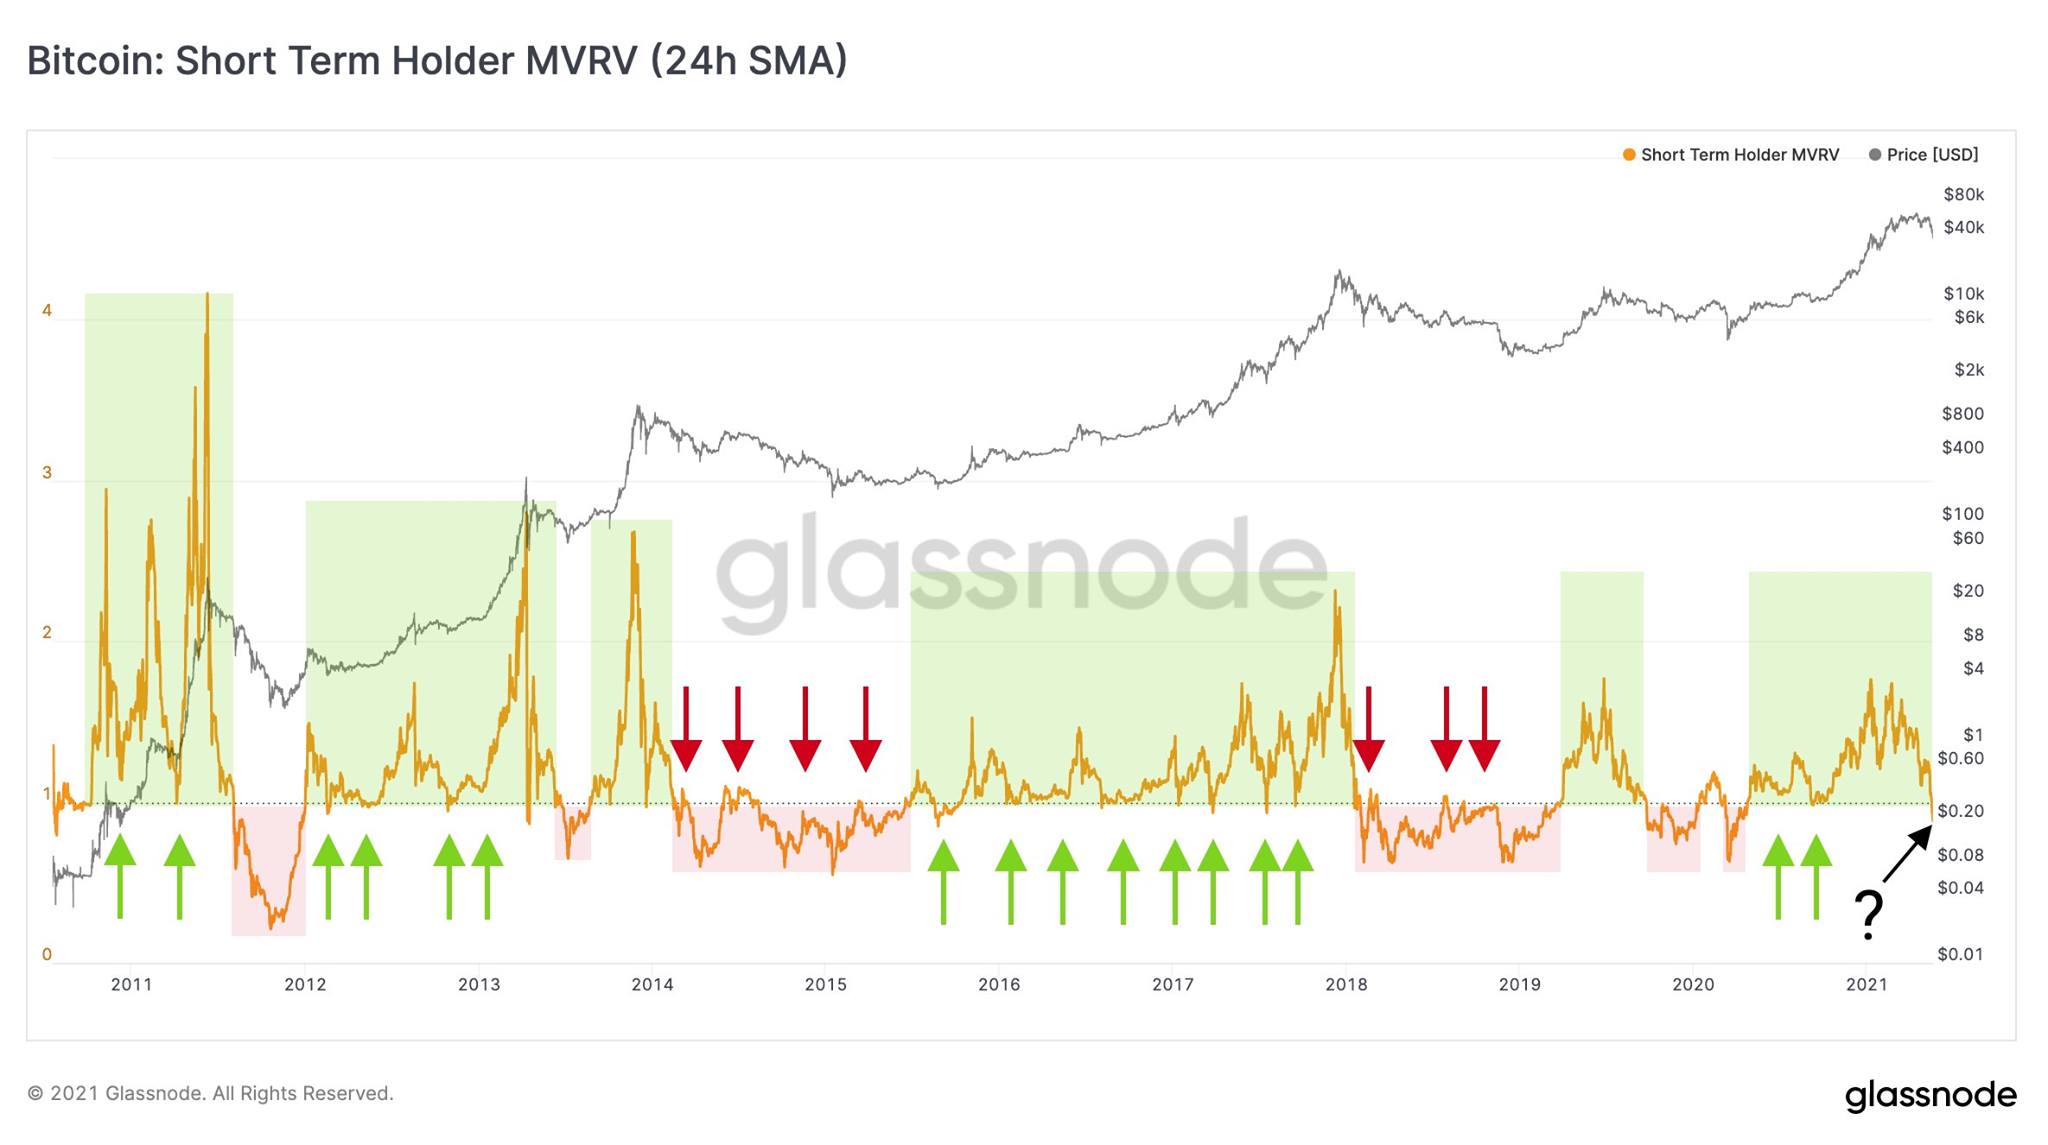 Bitcoin: Short Term Holder MVRV (24h SMA)
Short Term Holder MVRV Price [USD]
$80k
$40k
4
$10k
$6k
$2k
$800
3
$400
glassnode
$100
$60
$20
2
$8
$4
$1
$0.60
1
$0.20
$0.08
$0.04
?
0
$0.01
2011 2012 2013 2014 2015 2016 2017 2018 2019 2020 2021
© 2021 Glassnode. All Rights Reserved.
glassnode